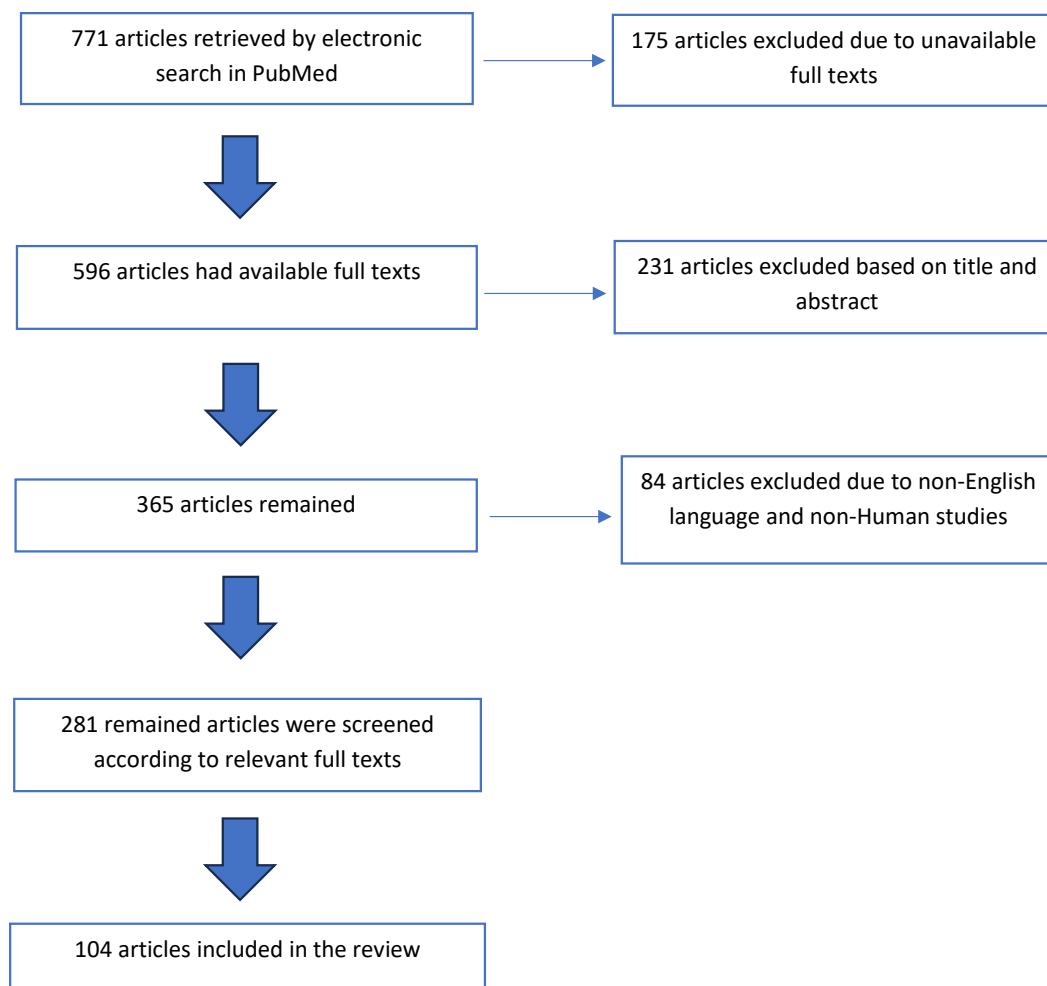 771 articles retrieved by electronic
search in PubMed
175 articles excluded due to unavailable
full texts
596 articles had available full texts
231 articles excluded based on title and
abstract
365 articles remained
84 articles excluded due to non-English
language and non-Human studies
281 remained articles were screened
according to relevant full texts
104 articles included in the review